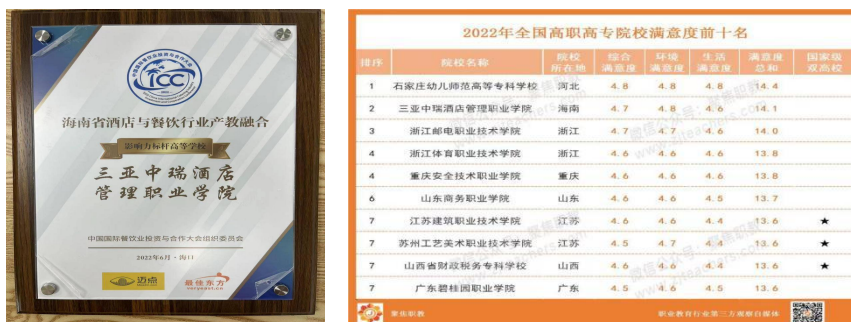 TCC
海南省酒店与餐饮行业产教融合
影响力标杆高等学校
三亚中瑞酒店
管理职业学院
中国国际餐饮业投资与合作大会组织委员会
2022年6月·海口
迈点
最佳东方
veryeast.cn
2022年全国高职高专院校满意度前十名
排序 院校名称 院校所在地 综合满意度 环境满意度 生活满意度 满意度总和 国家级双高校
1 石家庄幼儿师范高等专科学校 河北 4.8 4.8 4.8 14.4
2 三亚中瑞酒店管理职业学院 海南 4.7 4.8 4.6 14.1
3 浙江邮电职业技术学院 浙江 4.7 4.7 4.6 14.0
4 浙江体育职业技术学院 浙江 4.6 4.6 4.6 13.8
4 重庆安全技术职业学院 重庆 4.6 4.6 4.6 13.8
6 山东商务职业学院 山东 4.6 4.6 4.5 13.7
7 江苏建筑职业技术学院 江苏 4.6 4.6 4.4 13.6 ★
7 苏州工艺美术职业技术学院 江苏 4.5 4.7 4.4 13.6 ★
7 山西省财政税务专科学校 山西 4.6 4.6 4.4 13.6 ★
7 广东碧桂园职业学院 广东 4.5 4.5 4.6 13.6
聚焦职教
职业教育行业第三方观察自媒体